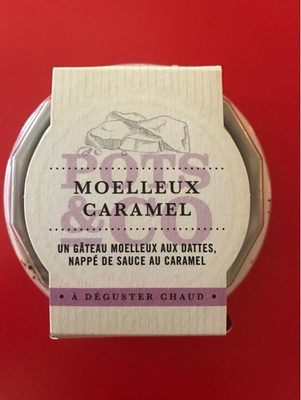 POTS
& CO
MOELLEUX
CARAMEL
UN GÂTEAU MOELLEUX AUX DATTES,
NAPPÉ DE SAUCE AU CARAMEL
• À DÉGUSTER CHAUD •